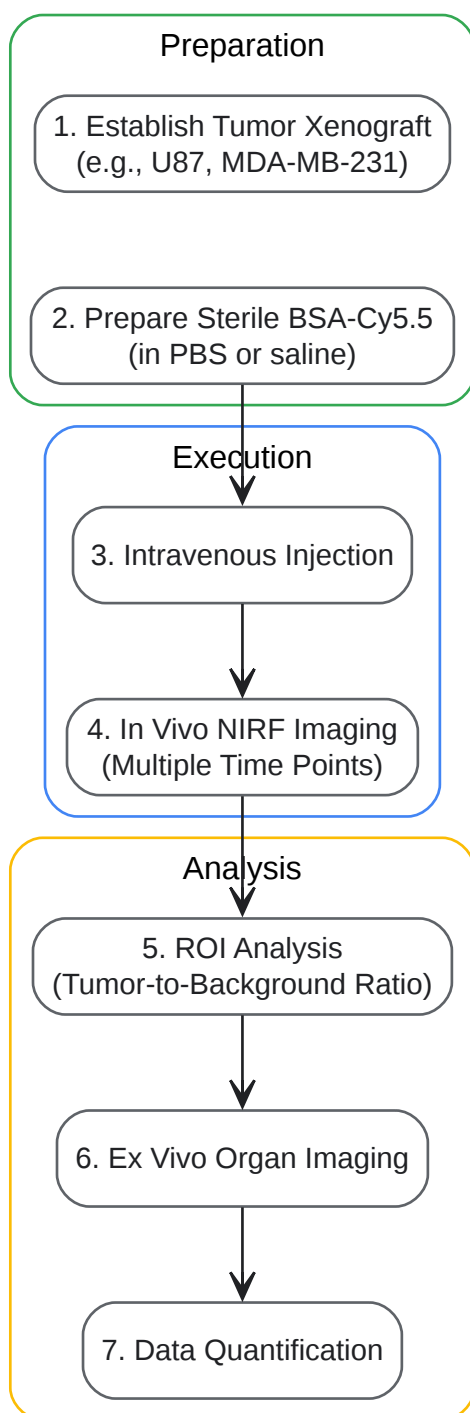 Preparation
1. Establish Tumor Xenograft
(e.g., U87, MDA-MB-231)
2. Prepare Sterile BSA-Cy5.5
(in PBS or saline)
Execution
3. Intravenous Injection
4. In Vivo NIRF Imaging
(Multiple Time Points)
Analysis
5. ROI Analysis
(Tumor-to-Background Ratio)
6. Ex Vivo Organ Imaging
7. Data Quantification